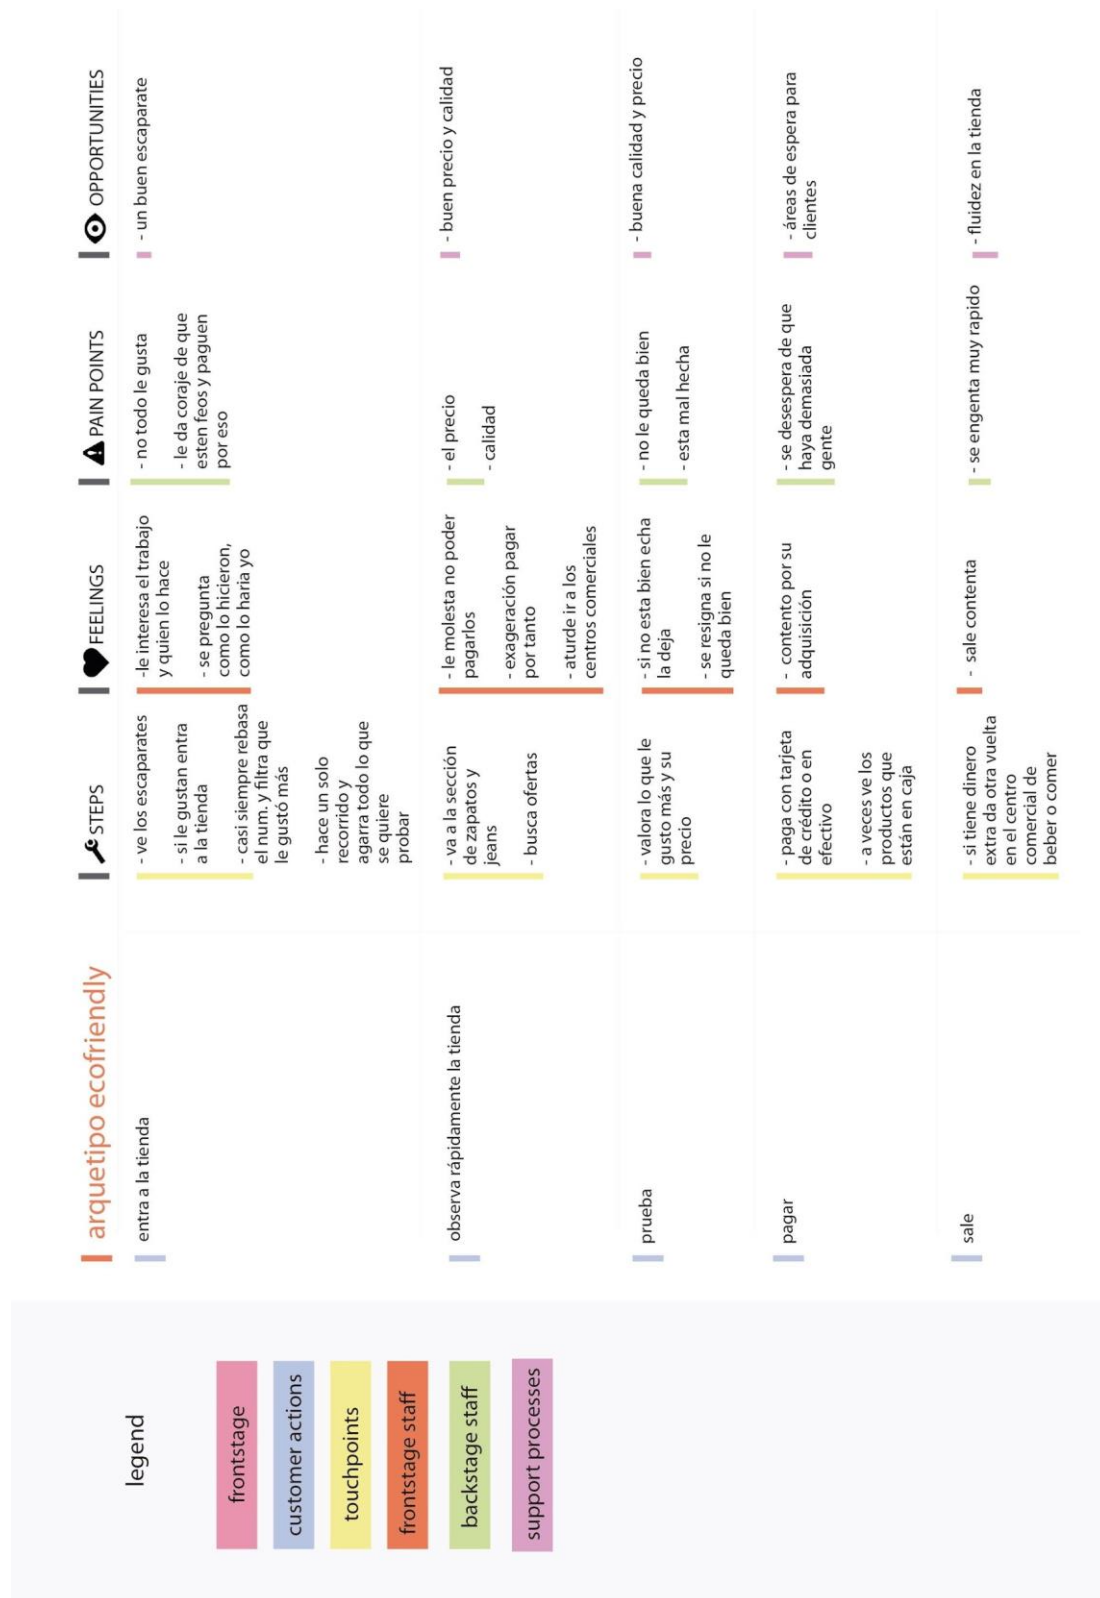 arquetipo ecofriendly
STEPS
FEELINGS
PAIN POINTS
OPPORTUNITIES
entra a la tienda
- ve los escaparates
- si le gustan entra
a la tienda
- casi siempre rebasa
el num. y filtra que
le gustó más
- hace un solo
recorrido y
agarra todo lo que
se quiere
probar
-le interesa el trabajo
y quien lo hace
- se pregunta
como lo hicieron,
como lo haria yo
- no todo le gusta
- le da coraje de que
esten feos y paguen
por eso
- un buen escaparate
observa rápidamente la tienda
- va a la sección
de zapatos y
jeans
- busca ofertas
- le molesta no poder
pagarlos
- exageración pagar
por tanto
- aturde ir a los
centros comerciales
- el precio
- calidad
- buen precio y calidad
prueba
- valora lo que le
gusto más y su
precio
- si no esta bien echa
la deja
- se resigna si no le
queda bien
- no le queda bien
- esta mal hecha
- buena calidad y precio
pagar
- paga con tarjeta
de crédito o en
efectivo
- a veces ve los
productos que
están en caja
- contento por su
adquisición
- se desespera de que
haya demasiada
gente
- áreas de espera para
clientes
sale
- si tiene dinero
extra da otra vuelta
en el centro
comercial de
beber o comer
- sale contenta
- se engenta muy rapido
- fluidez en la tienda
legend
frontstage
customer actions
touchpoints
frontstage staff
backstage staff
support processes